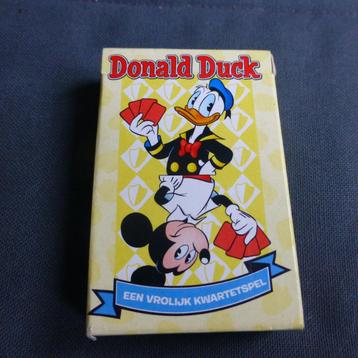 Donald Duck
EEN VROLIJK KWARTETSPEL